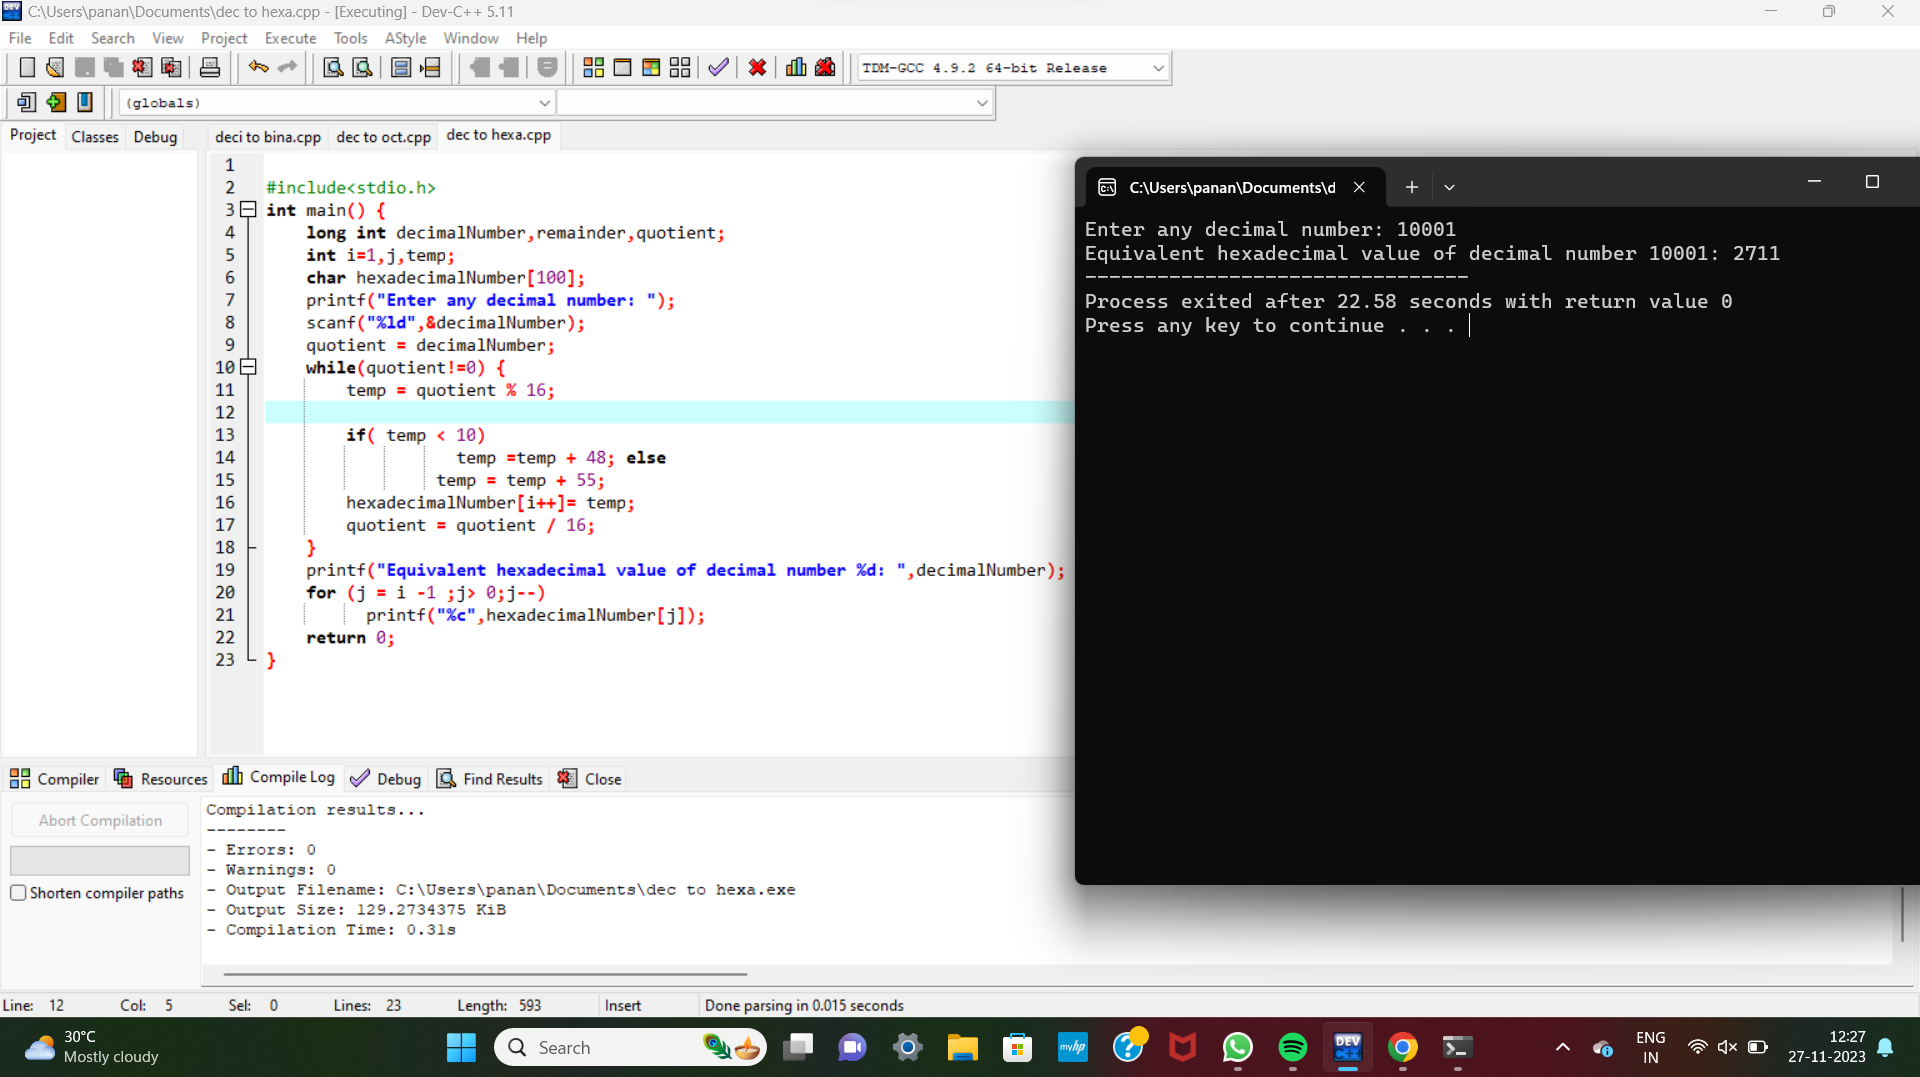 C:\Users\panan\Documents\dec to hexa.cpp - [Executing] - Dev-C++ 5.11
File Edit Search View Project Execute Tools AStyle Window Help
TDM-GCC 4.9.2 64-bit Release
(globals)
Project Classes Debug
deci to bina.cpp dec to oct.cpp dec to hexa.cpp
1
2 #include<stdio.h>
3 int main() {
4 long int decimalNumber,remainder,quotient;
5 int i=1,j,temp;
6 char hexadecimalNumber[100];
7 printf("Enter any decimal number: ");
8 scanf("%ld",&decimalNumber);
9 quotient = decimalNumber;
10 while(quotient!=0) {
11 temp = quotient % 16;
12
13 if( temp < 10)
14 temp =temp + 48; else
15 temp = temp + 55;
16 hexadecimalNumber[i++]= temp;
17 quotient = quotient / 16;
18 }
19 printf("Equivalent hexadecimal value of decimal number %d: ",decimalNumber);
20 for (j = i -1 ;j> 0;j--)
21 printf("%c",hexadecimalNumber[j]);
22 return 0;
23 }
C:\Users\panan\Documents\d
Enter any decimal number: 10001
Equivalent hexadecimal value of decimal number 10001: 2711
--------------------------------
Process exited after 22.58 seconds with return value 0
Press any key to continue . . .
Compiler Resources Compile Log Debug Find Results Close
Abort Compilation
Shorten compiler paths
Compilation results...
--------
- Errors: 0
- Warnings: 0
- Output Filename: C:\Users\panan\Documents\dec to hexa.exe
- Output Size: 129.2734375 KiB
- Compilation Time: 0.31s
Line: 12 Col: 5 Sel: 0 Lines: 23 Length: 593 Insert Done parsing in 0.015 seconds
30°C
Mostly cloudy
Search
myhp
DEV
C++
ENG
IN
12:27
27-11-2023